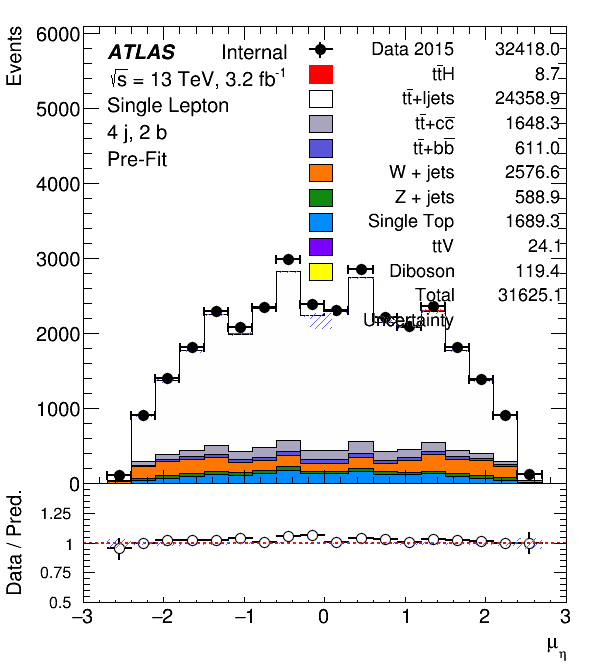 Events
6000
5000
4000
3000
2000
1000
0
ATLAS Internal
√s = 13 TeV, 3.2 fb⁻¹
Single Lepton
4 j, 2 b
Pre-Fit
Data 2015 32418.0
tt̄H 8.7
tt̄+ljets 24358.9
tt̄+cc̄ 1648.3
tt̄+bb̄ 611.0
W + jets 2576.6
Z + jets 588.9
Single Top 1689.3
ttV 24.1
Diboson 119.4
Total 31625.1
Uncertainty
Data / Pred.
1.25
1
0.75
0.5
−3 −2 −1 0 1 2 3
μ_η